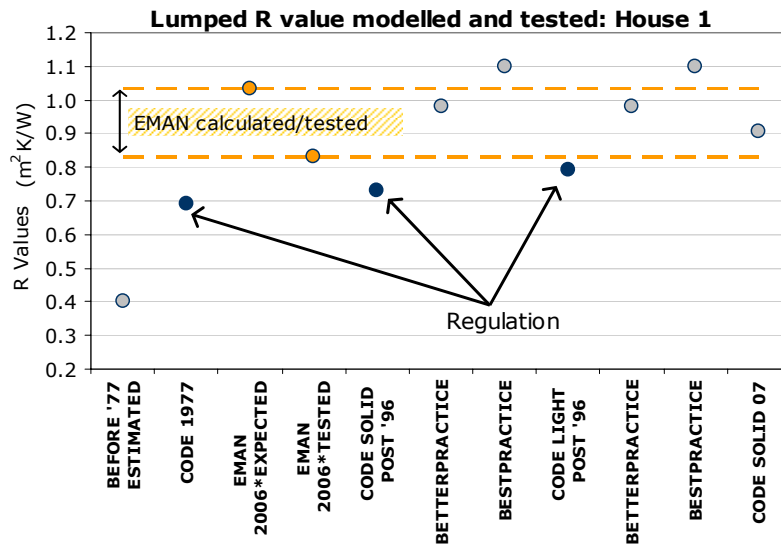 Lumped R value modelled and tested: House 1
R Values (m²K/W)
1.2
1.1
1.0
0.9
0.8
0.7
0.6
0.5
0.4
0.3
0.2
EMAN calculated/tested
Regulation
BEFORE '77
ESTIMATED
CODE 1977
EMAN
2006*EXPECTED
EMAN
2006*TESTED
CODE SOLID
POST '96
BETTERPRACTICE
BESTPRACTICE
CODE LIGHT
POST '96
BETTERPRACTICE
BESTPRACTICE
CODE SOLID 07